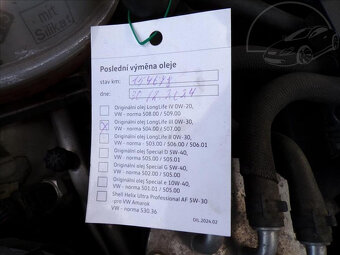 mit
Silikat
Poslední výměna oleje
stav km:
dne:
Originální olej LongLife IV 0W-20,
VW - norma 508.00 / 509.00
Originální olej LongLife III 0W-30,
VW - norma 504.00 / 507.00
Originální olej LongLife II 0W-30,
VW - norma 503.00 / 506.00 / 506.01
Originální olej Special D 5W-40,
VW - norma 505.00 / 505.01
Originální olej Special G 5W-40,
VW - norma 502.00 / 505.00
Originální olej Special e 10W-40,
VW - norma 501.01 / 505.00
Shell Helix Ultra Professional AF 5W-30
- pro VW Amarok
VW - norma 530.36
OIL 2024.02